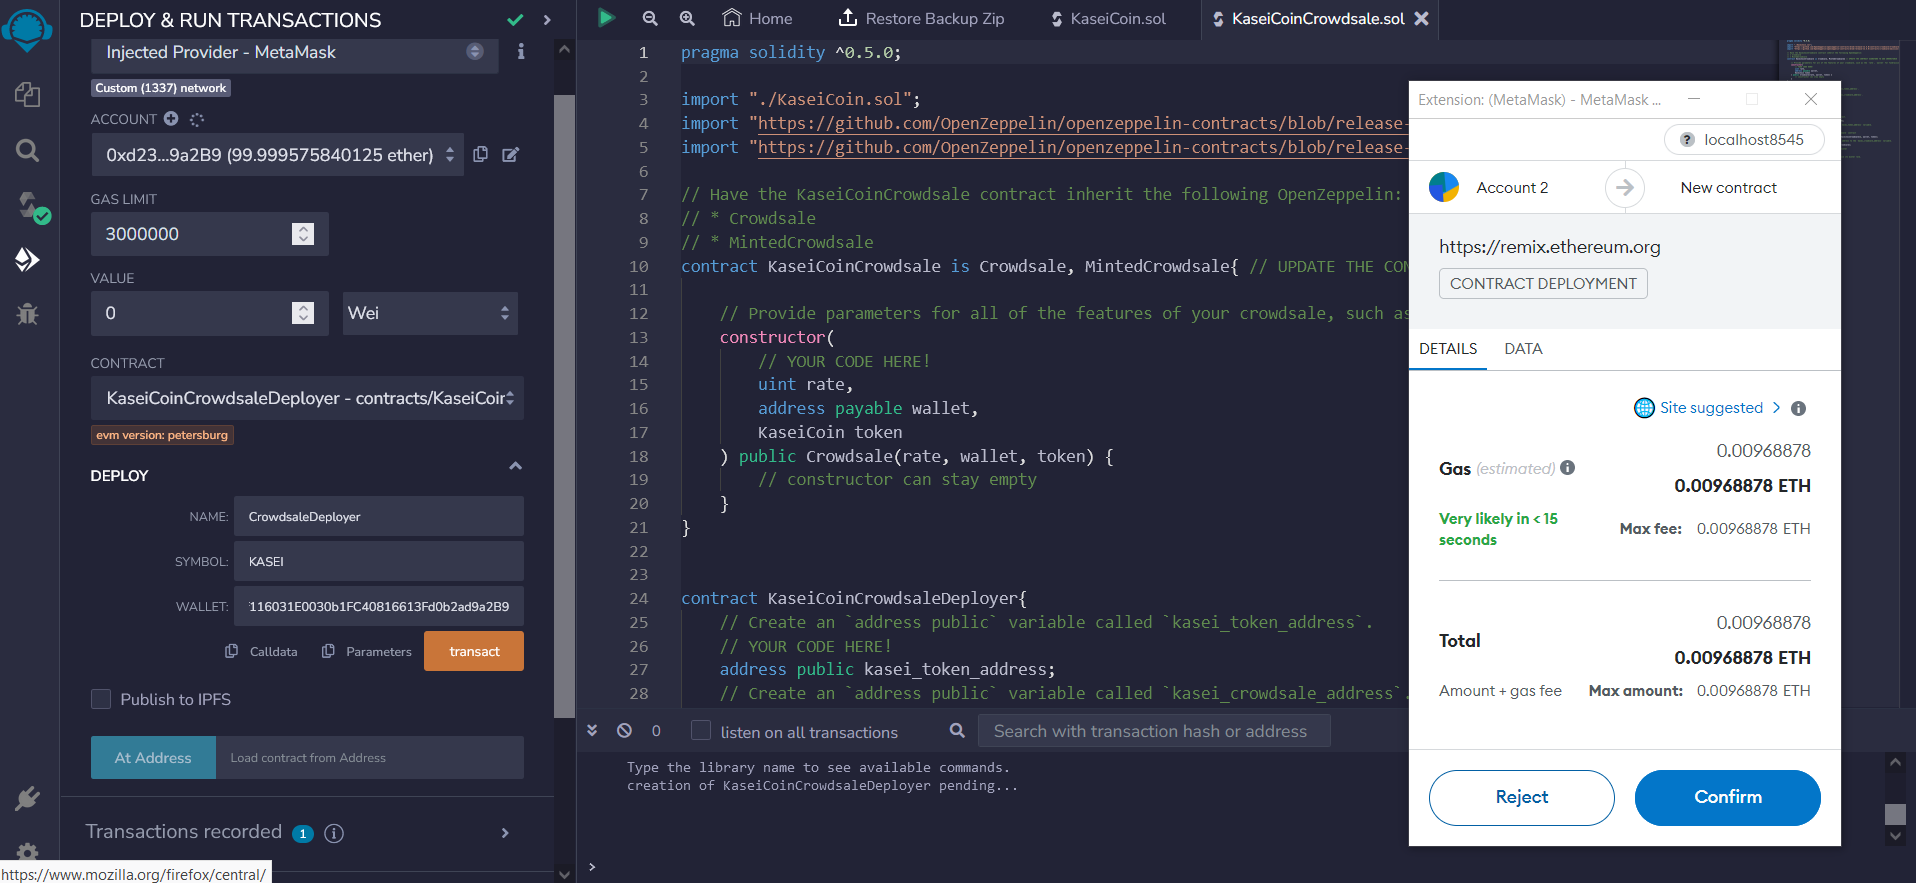 DEPLOY & RUN TRANSACTIONS
Injected Provider - MetaMask
Custom (1337) network
ACCOUNT
0xd23...9a2B9 (99.999575840125 ether)
GAS LIMIT
3000000
VALUE
0
Wei
CONTRACT
KaseiCoinCrowdsaleDeployer - contracts/KaseiCoin
evm version: petersburg
DEPLOY
NAME: CrowdsaleDeployer
SYMBOL: KASEI
WALLET: 116031E0030b1FC40816613Fd0b2ad9a2B9
Calldata
Parameters
transact
Publish to IPFS
At Address
Load contract from Address
Transactions recorded 1 i
https://www.mozilla.org/firefox/central/
Home
Restore Backup Zip
KaseiCoin.sol
KaseiCoinCrowdsale.sol
1 pragma solidity ^0.5.0;
2
3 import "./KaseiCoin.sol";
4 import "https://github.com/OpenZeppelin/openzeppelin-contracts/blob/release-
5 import "https://github.com/OpenZeppelin/openzeppelin-contracts/blob/release-
6
7 // Have the KaseiCoinCrowdsale contract inherit the following OpenZeppelin:
8 // * Crowdsale
9 // * MintedCrowdsale
10 contract KaseiCoinCrowdsale is Crowdsale, MintedCrowdsale{ // UPDATE THE CON
11
12 // Provide parameters for all of the features of your crowdsale, such as
13 constructor(
14 // YOUR CODE HERE!
15 uint rate,
16 address payable wallet,
17 KaseiCoin token
18 ) public Crowdsale(rate, wallet, token) {
19 // constructor can stay empty
20 }
21 }
22
23
24 contract KaseiCoinCrowdsaleDeployer{
25 // Create an `address public` variable called `kasei_token_address`.
26 // YOUR CODE HERE!
27 address public kasei_token_address;
28 // Create an `address public` variable called `kasei_crowdsale_address`.
0
listen on all transactions
Search with transaction hash or address
Type the library name to see available commands.
creation of KaseiCoinCrowdsaleDeployer pending...
>
Extension: (MetaMask) - MetaMask ...
? localhost8545
Account 2
New contract
https://remix.ethereum.org
CONTRACT DEPLOYMENT
DETAILS
DATA
Site suggested >
0.00968878
Gas (estimated)
0.00968878 ETH
Very likely in < 15
seconds
Max fee: 0.00968878 ETH
0.00968878
Total
0.00968878 ETH
Amount + gas fee
Max amount: 0.00968878 ETH
Reject
Confirm